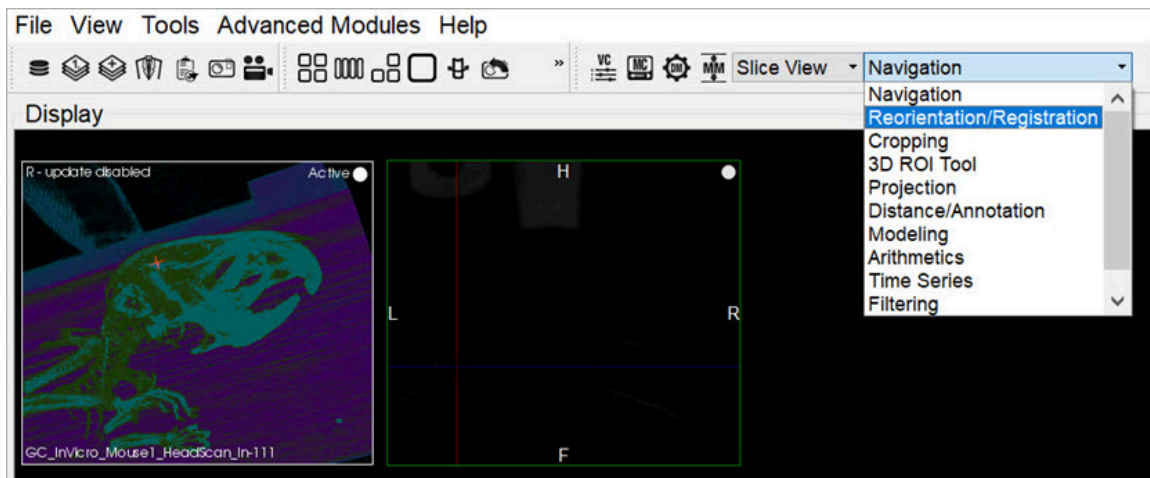 File View Tools Advanced Modules Help
1 + » VC MC DM MM Slice View Navigation
Navigation
Reorientation/Registration
Cropping
3D ROI Tool
Projection
Distance/Annotation
Modeling
Arithmetics
Time Series
Filtering
Display
R - update disabled Active
GC_InVicro_Mouse1_HeadScan_In-111
H
L R
F